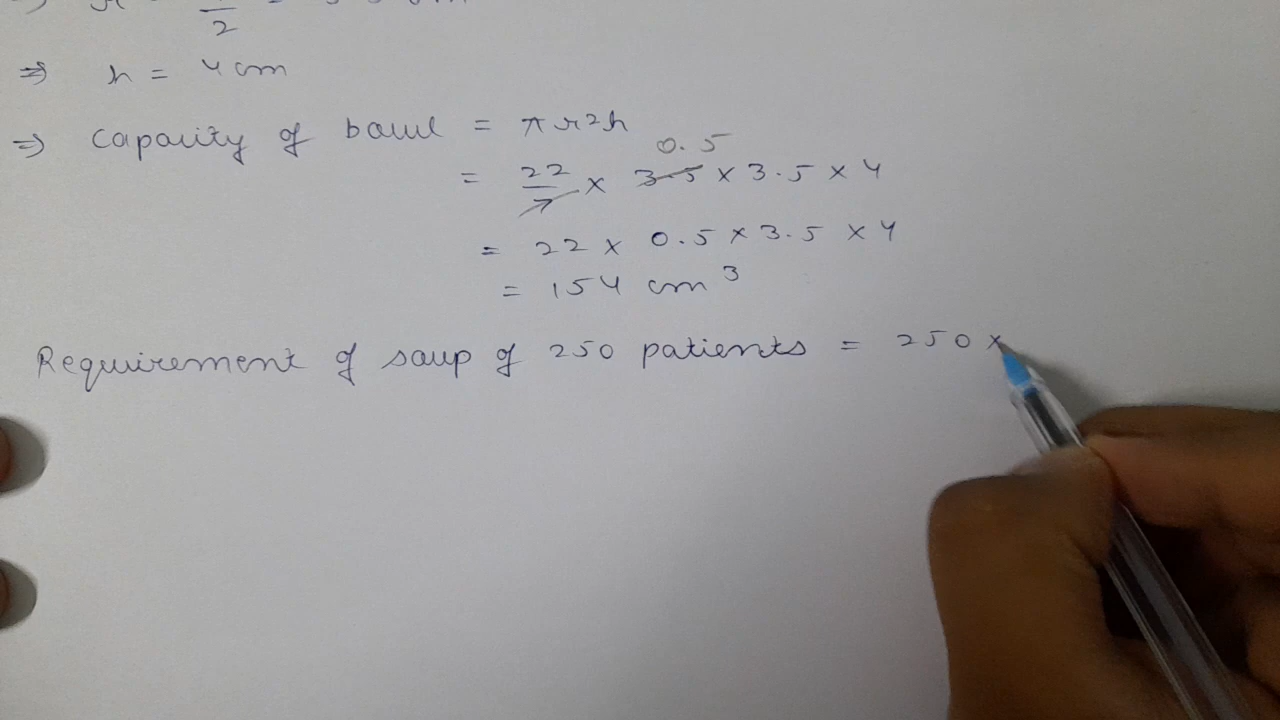 2
⇒ h = 4 cm
⇒ capacity of bowl = πr2h
0.5
= 22/7 × 3.5 × 3.5 × 4
= 22 × 0.5 × 3.5 × 4
= 154 cm³
Requirement of soup of 250 patients = 250 ×